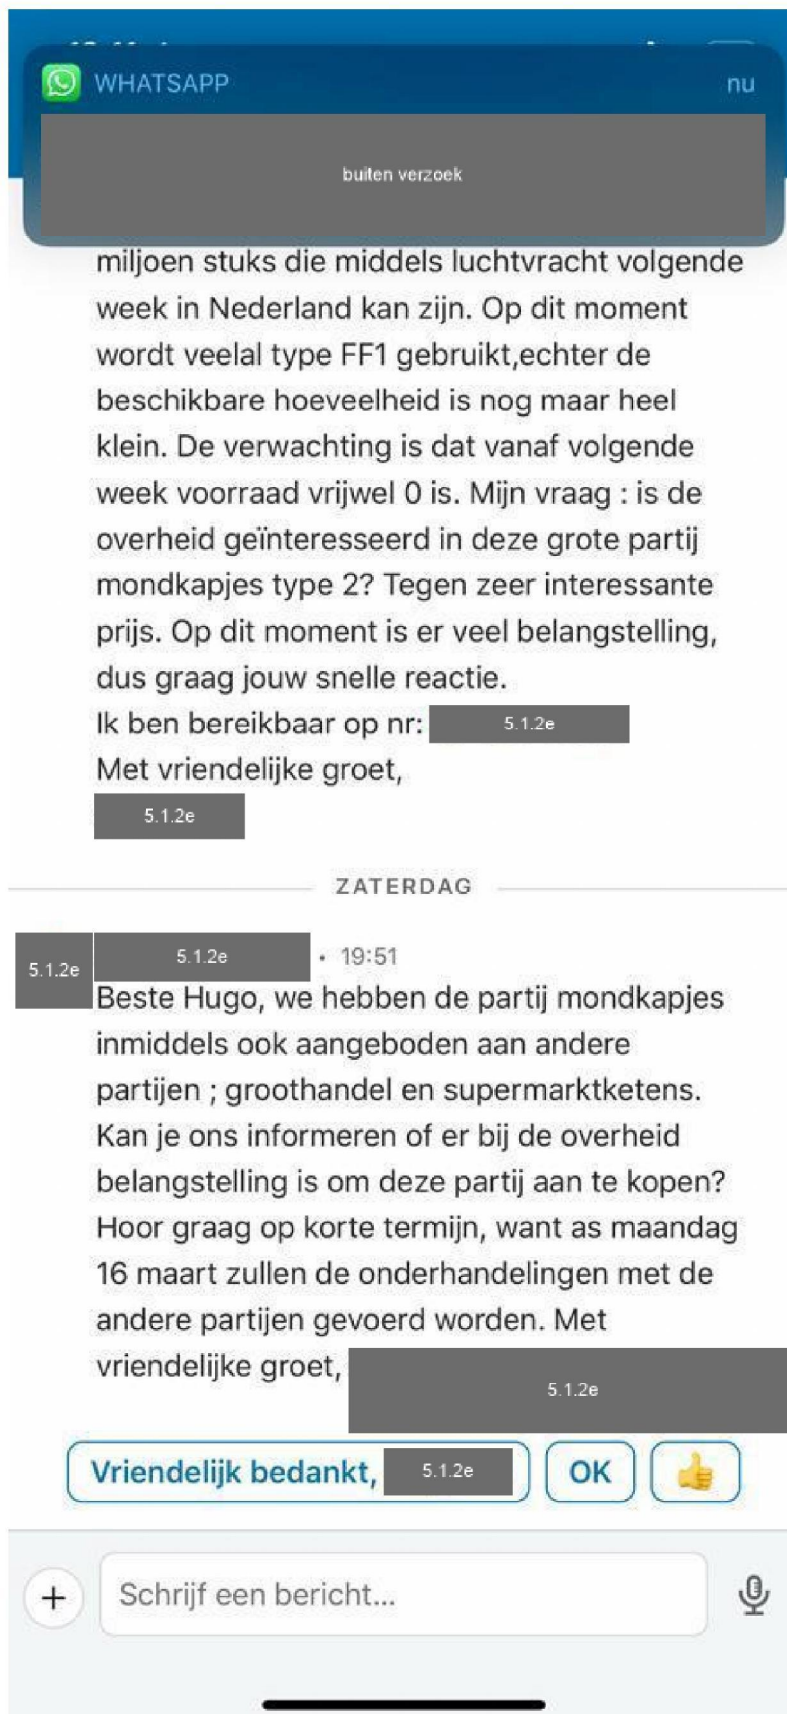 WHATSAPP
nu
buiten verzoek
miljoen stuks die middels luchtvracht volgende
week in Nederland kan zijn. Op dit moment
wordt veelal type FF1 gebruikt,echter de
beschikbare hoeveelheid is nog maar heel
klein. De verwachting is dat vanaf volgende
week voorraad vrijwel 0 is. Mijn vraag : is de
overheid geïnteresseerd in deze grote partij
mondkapjes type 2? Tegen zeer interessante
prijs. Op dit moment is er veel belangstelling,
dus graag jouw snelle reactie.
Ik ben bereikbaar op nr: 5.1.2e
Met vriendelijke groet,
5.1.2e
ZATERDAG
5.1.2e 5.1.2e • 19:51
Beste Hugo, we hebben de partij mondkapjes
inmiddels ook aangeboden aan andere
partijen ; groothandel en supermarktketens.
Kan je ons informeren of er bij de overheid
belangstelling is om deze partij aan te kopen?
Hoor graag op korte termijn, want as maandag
16 maart zullen de onderhandelingen met de
andere partijen gevoerd worden. Met
vriendelijke groet, 5.1.2e
Vriendelijk bedankt, 5.1.2e OK 👍
Schrijf een bericht...